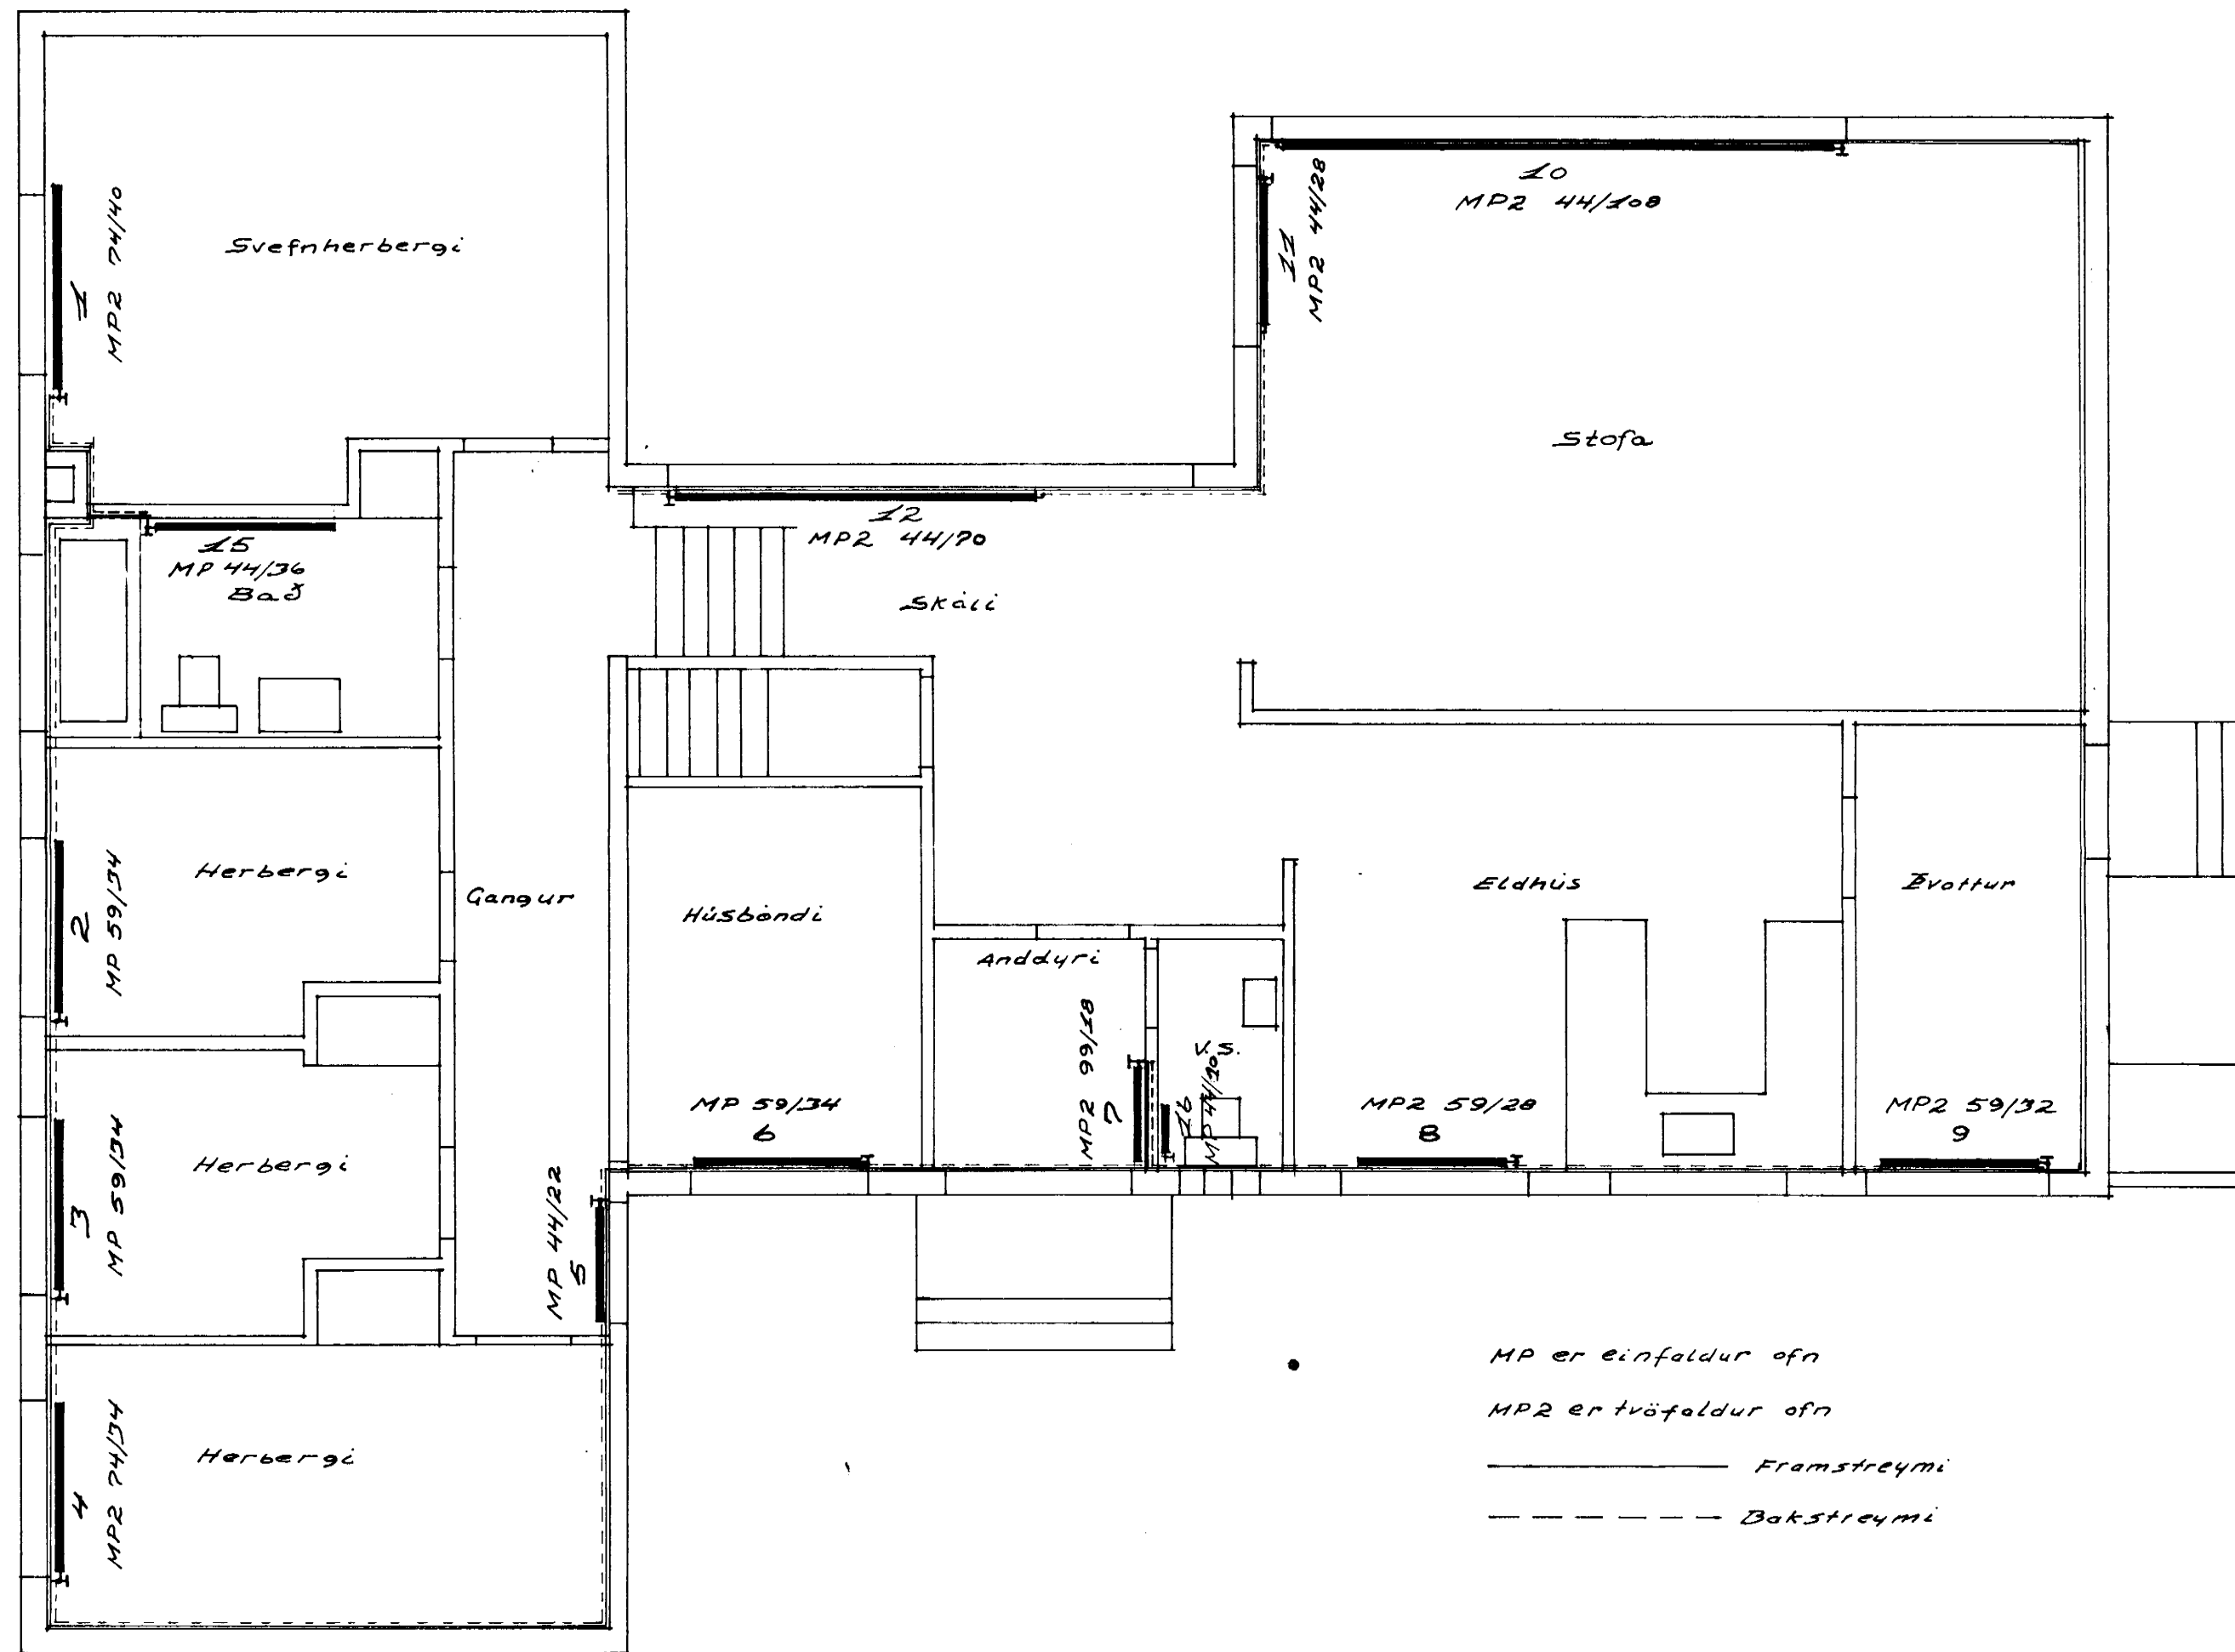 Svefnherbergi
1
MP2 74/40
15
MP 44/36
Bað
2
MP 59/34
Herbergi
3
MP 59/34
Herbergi
4
MP2 74/34
Herbergi
Gangur
MP 44/22
5
12
MP2 44/70
Skáli
10
MP2 44/108
11
MP2 44/28
Stofa
Húsbóndi
MP 59/34
6
Anddyri
MP2 99/18
7
V.S.
16
MP 44/10
Eldhús
MP2 59/28
8
Þvottur
MP2 59/32
9
MP er einfaldur ofn
MP2 er tvöfaldur ofn
Framstreymi
Bakstreymi